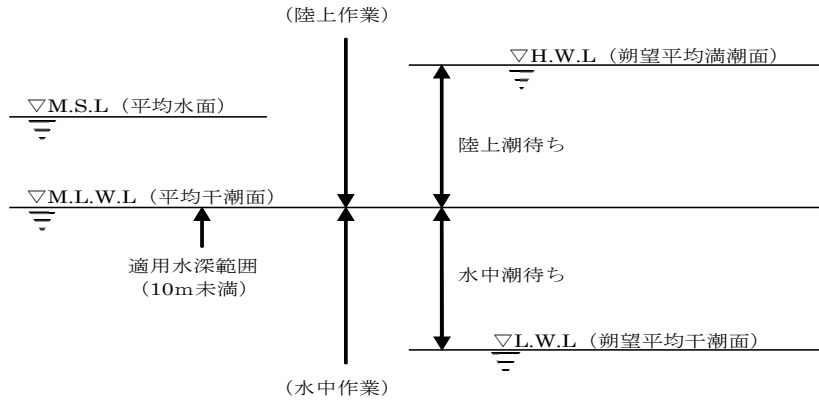 (陸上作業)
▽H.W.L (朔望平均満潮面)
▽M.S.L (平均水面)
陸上潮待ち
▽M.L.W.L (平均干潮面)
適用水深範囲
(10m未満)
水中潮待ち
▽L.W.L (朔望平均干潮面)
(水中作業)